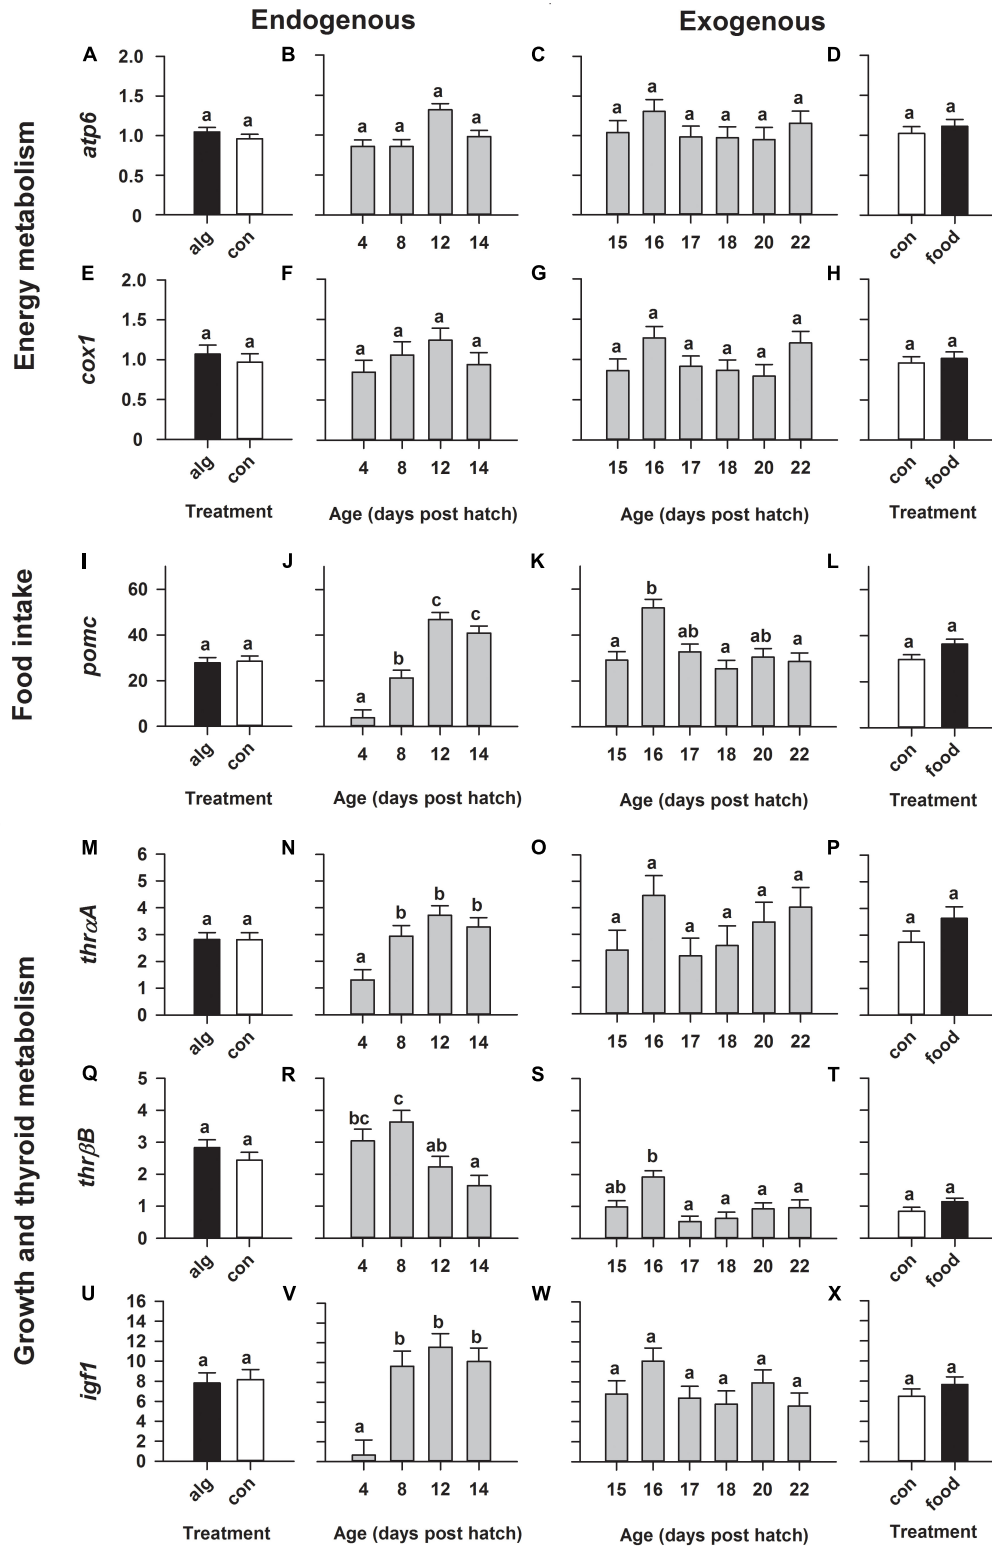 Endogenous Exogenous
Energy metabolism
A B C D
atp6
2.0
1.5
1.0
0.5
0
a a a a a a a a a a a a a a
alg con 4 8 12 14 15 16 17 18 20 22 con food
E F G H
cox1
2.0
1.5
1.0
0.5
0
a a a a a a a a a a a a a a
alg con 4 8 12 14 15 16 17 18 20 22 con food
Treatment Age (days post hatch) Age (days post hatch) Treatment
Food intake
I J K L
pomc
60
40
20
0
a a a b c c a b ab a ab a a a
alg con 4 8 12 14 15 16 17 18 20 22 con food
Treatment Age (days post hatch) Age (days post hatch) Treatment
Growth and thyroid metabolism
M N O P
thrαA
6
5
4
3
2
1
0
a a a b b b a a a a a a a a
alg con 4 8 12 14 15 16 17 18 20 22 con food
Q R S T
thrβB
5
4
3
2
1
0
a a bc c ab a ab b a a a a a a
alg con 4 8 12 14 15 16 17 18 20 22 con food
U V W X
igf1
16
14
12
10
8
6
4
2
0
a a a b b b a a a a a a a a
alg con 4 8 12 14 15 16 17 18 20 22 con food
Treatment Age (days post hatch) Age (days post hatch) Treatment